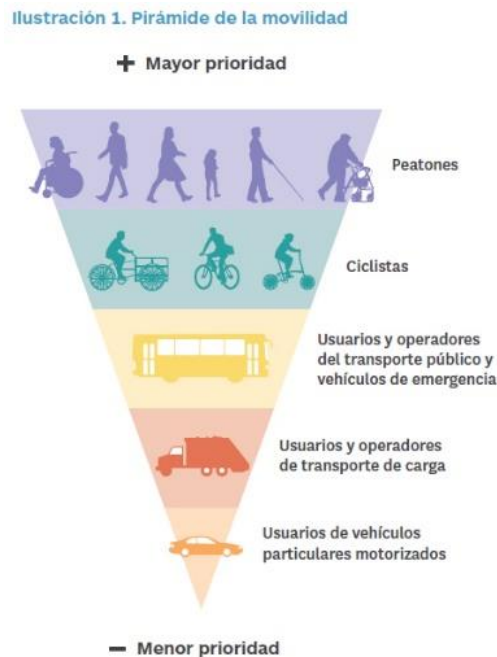 Ilustración 1. Pirámide de la movilidad
+ Mayor prioridad
Peatones
Ciclistas
Usuarios y operadores
del transporte público y
vehículos de emergencia
Usuarios y operadores
de transporte de carga
Usuarios de vehículos
particulares motorizados
− Menor prioridad